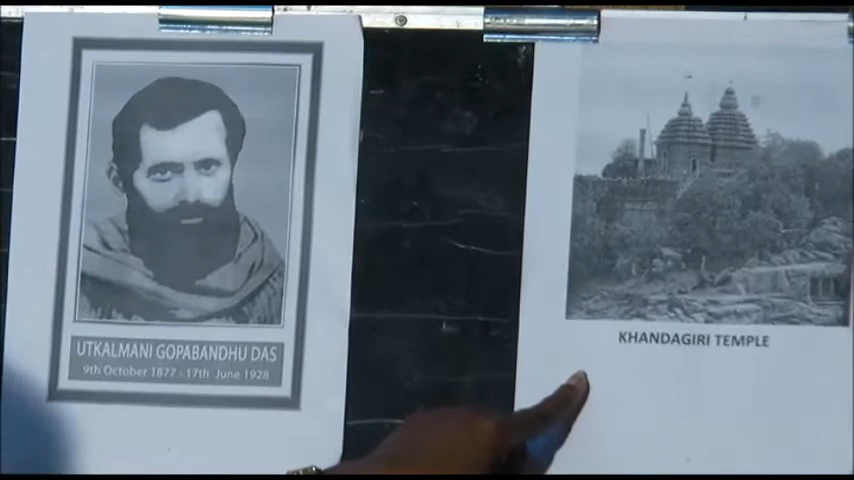 UTKALMANI GOPABANDHU DAS
9th October 1877 - 17th June 1928
KHANDAGIRI TEMPLE